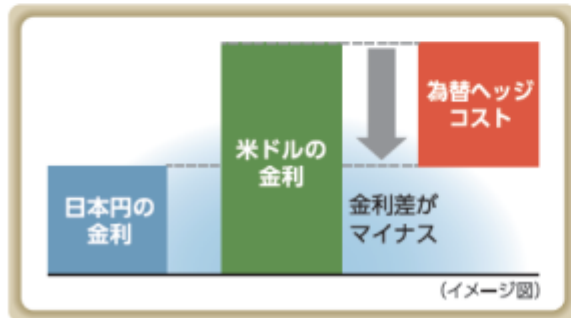 為替ヘッジ
コスト
米ドルの
金利
日本円の
金利
金利差が
マイナス
(イメージ図)